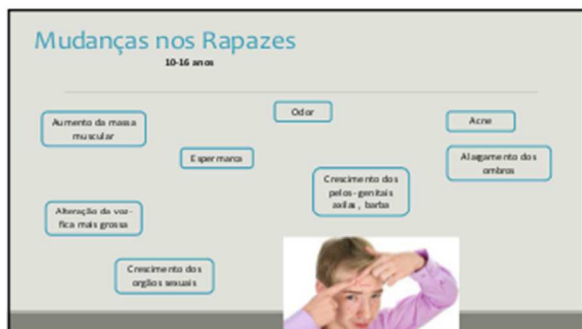 Mudanças nos Rapazes
10-16 anos
Aumento da massa
muscular
Odor
Acne
Espermarca
Alargamento dos
ombros
Crescimento dos
pelos-genitais
axilas, barba
Alteração da voz-
fica mais grossa
Crescimento dos
orgãos sexuais